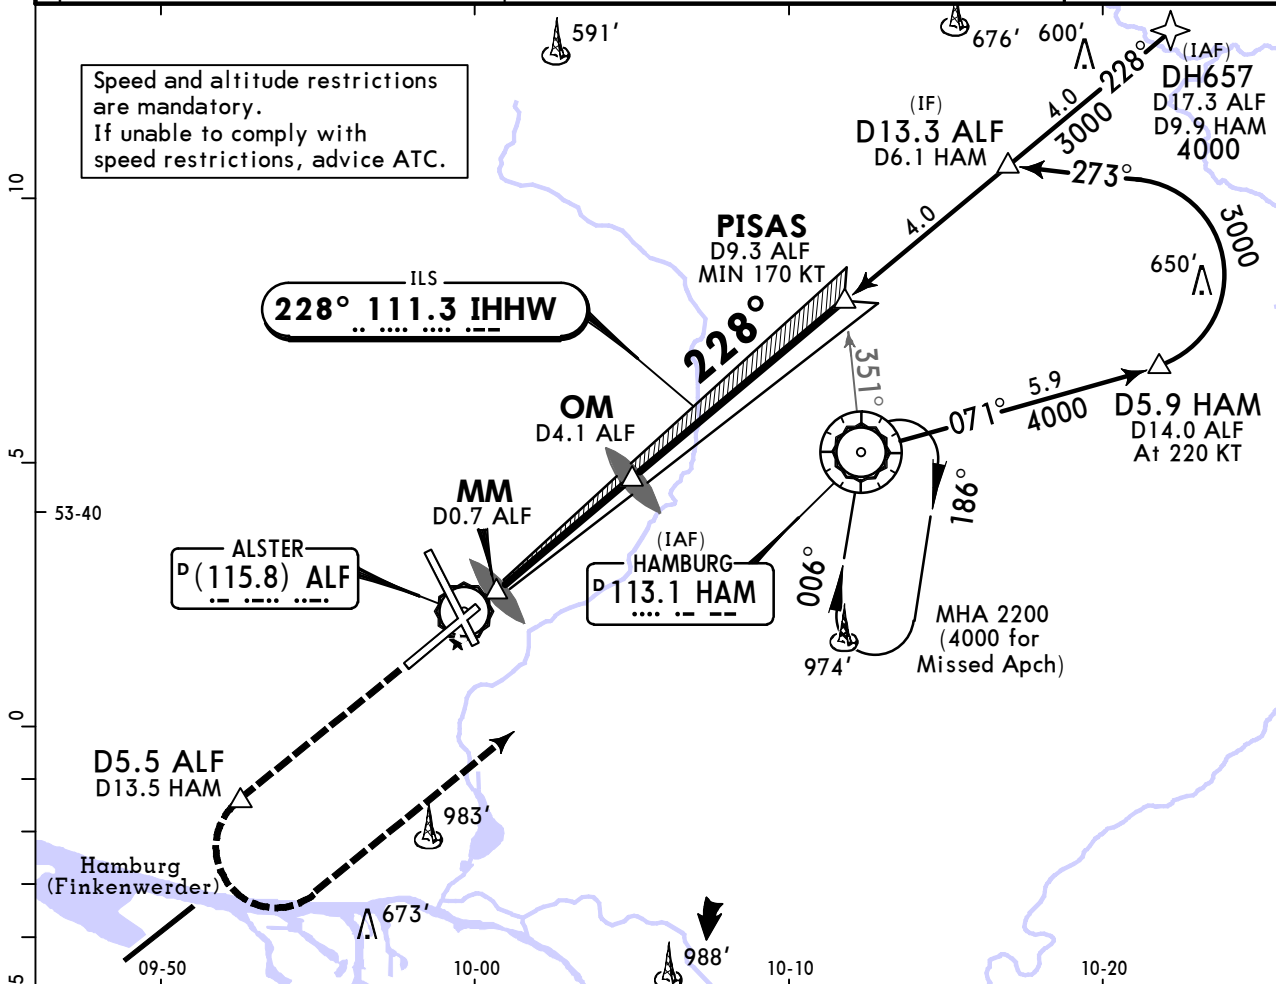 591'
676'
600'
Speed and altitude restrictions
are mandatory.
If unable to comply with
speed restrictions, advice ATC.
(IAF)
DH657
D17.3 ALF
D9.9 HAM
4000
228°
4.0
3000
(IF)
D13.3 ALF
D6.1 HAM
273°
3000
650'
4.0
PISAS
D9.3 ALF
MIN 170 KT
ILS
228° 111.3 IHHW
228°
351°
071°
5.9
4000
D5.9 HAM
D14.0 ALF
At 220 KT
OM
D4.1 ALF
MM
D0.7 ALF
186°
006°
(IAF)
HAMBURG
D 113.1 HAM
ALSTER
D (115.8) ALF
MHA 2200
(4000 for
Missed Apch)
974'
D5.5 ALF
D13.5 HAM
983'
Hamburg
(Finkenwerder)
673'
988'
10
5
53-40
0
5
09-50
10-00
10-10
10-20